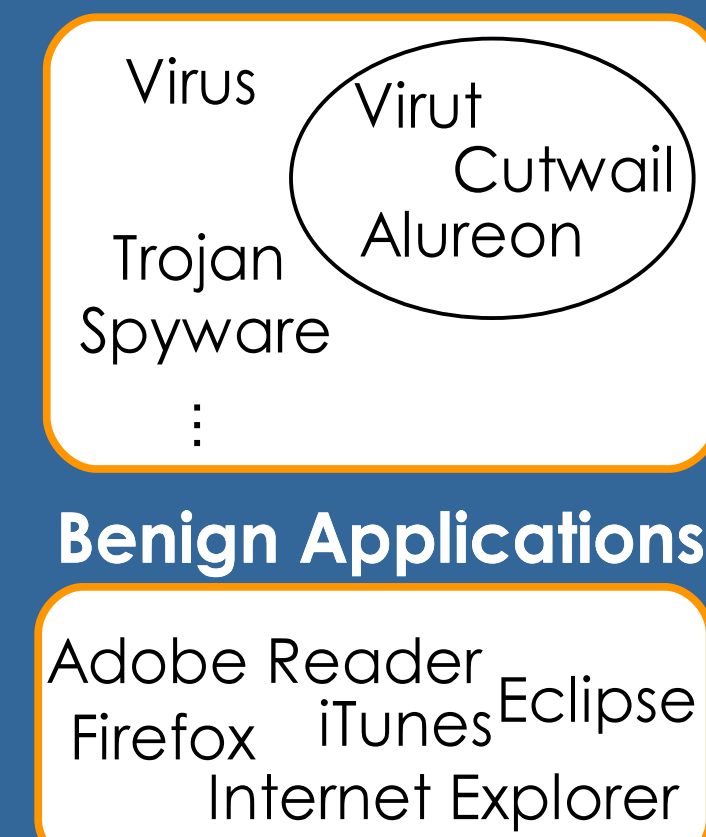 Virus
Virut
Cutwail
Alureon
Trojan
Spyware
⋮
Benign Applications
Adobe Reader
Eclipse
Firefox
iTunes
Internet Explorer